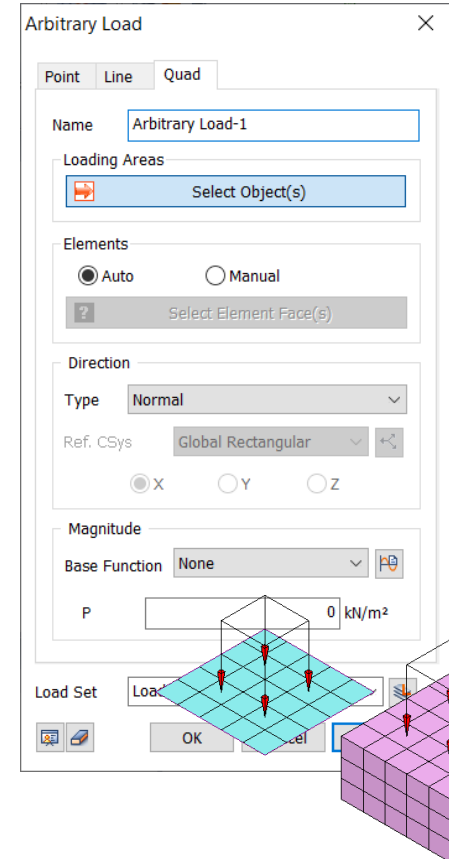 Arbitrary Load
Point Line Quad
Name Arbitrary Load-1
Loading Areas
Select Object(s)
Elements
Auto Manual
? Select Element Face(s)
Direction
Type Normal
Ref. CSys Global Rectangular
X Y Z
Magnitude
Base Function None
P 0 kN/m²
Load Set
OK